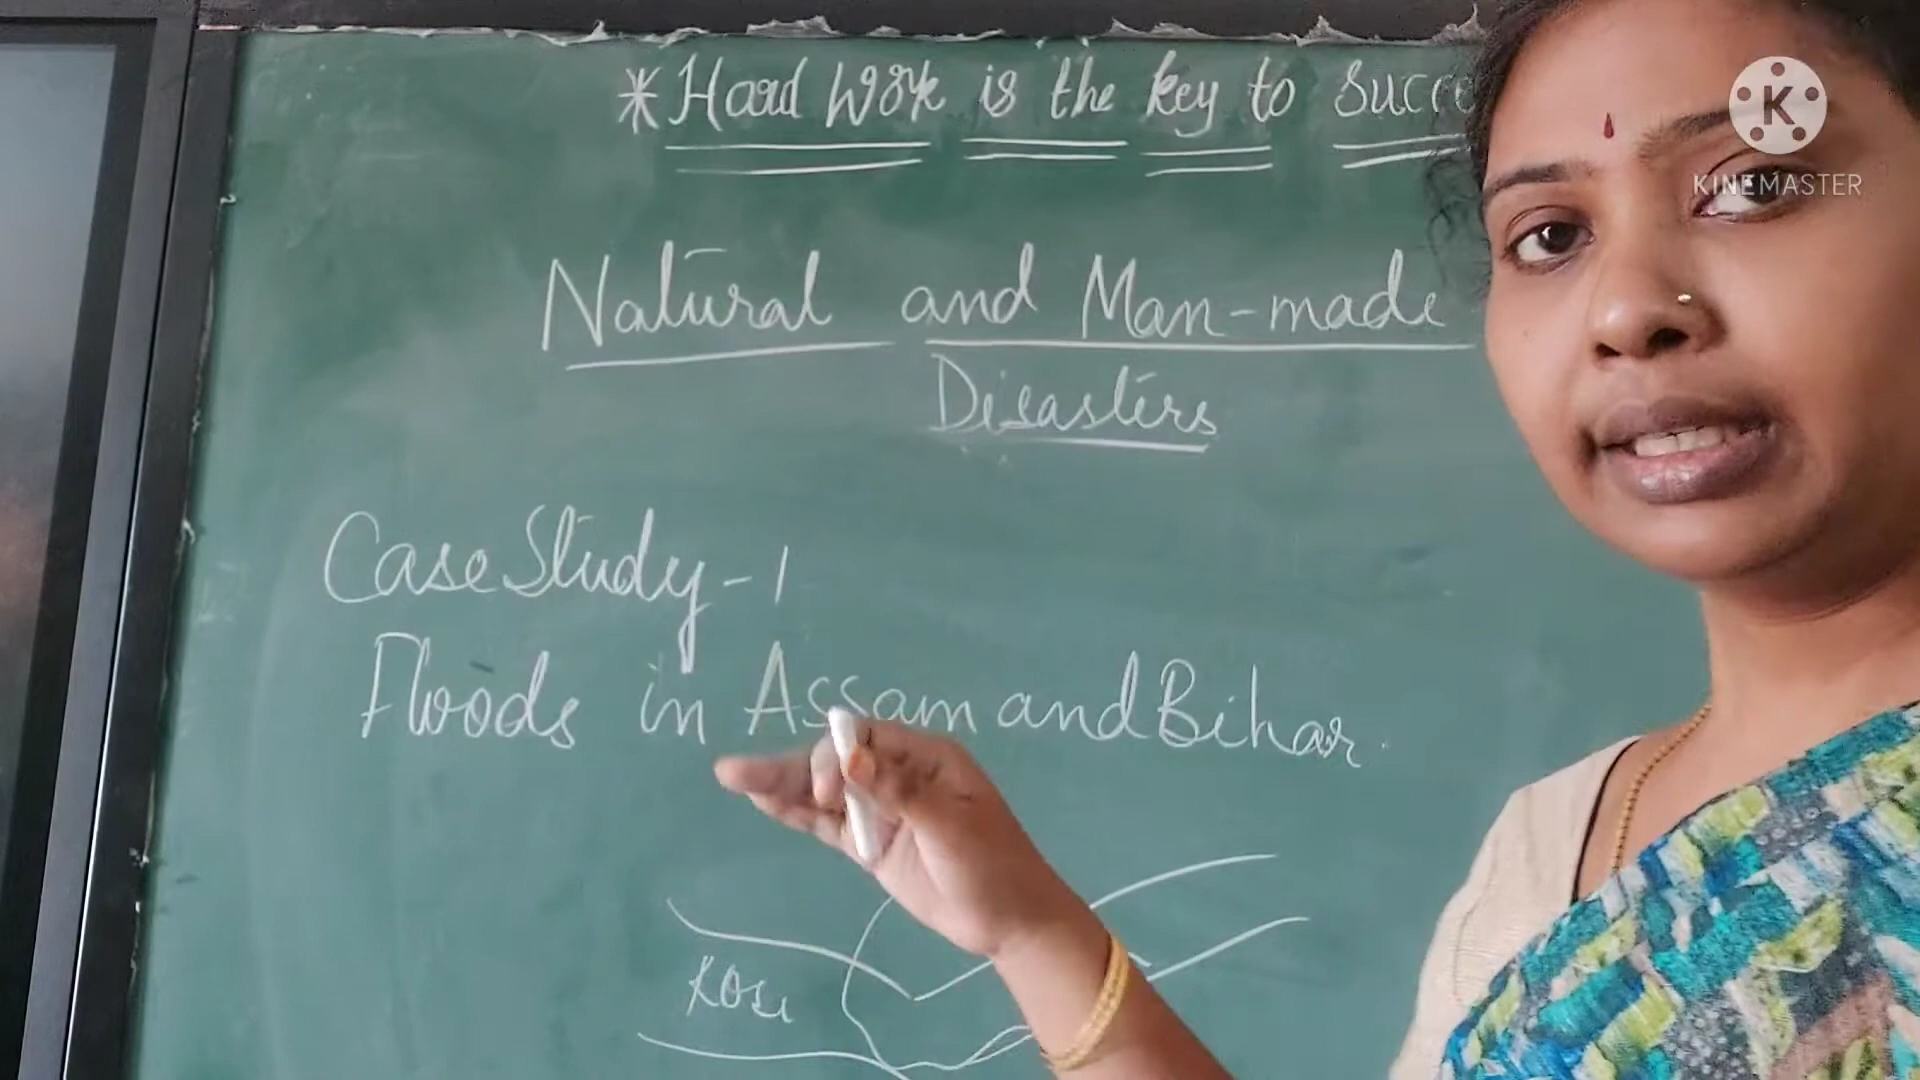 * Hard Work is the key to Succe
KINEMASTER
Natural and Man-made
Disasters
Case Study-1
Floods in Assam and Bihar.
Kosi